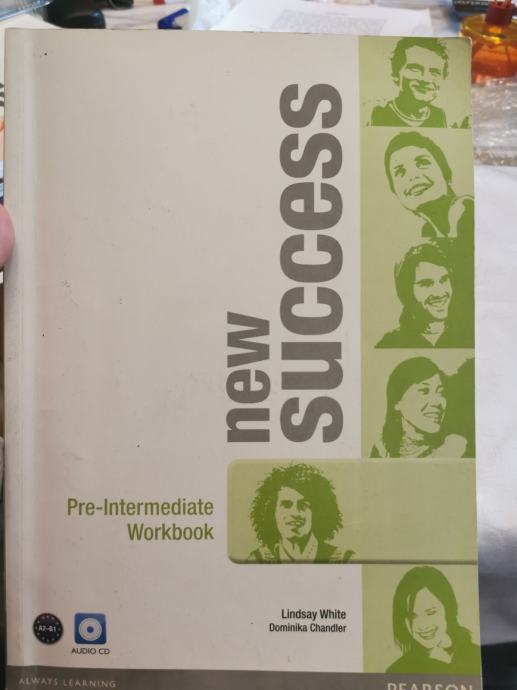 new
success
Pre-Intermediate
Workbook
Lindsay White
Dominika Chandler
A2-B1
AUDIO CD
ALWAYS LEARNING
PEARSON